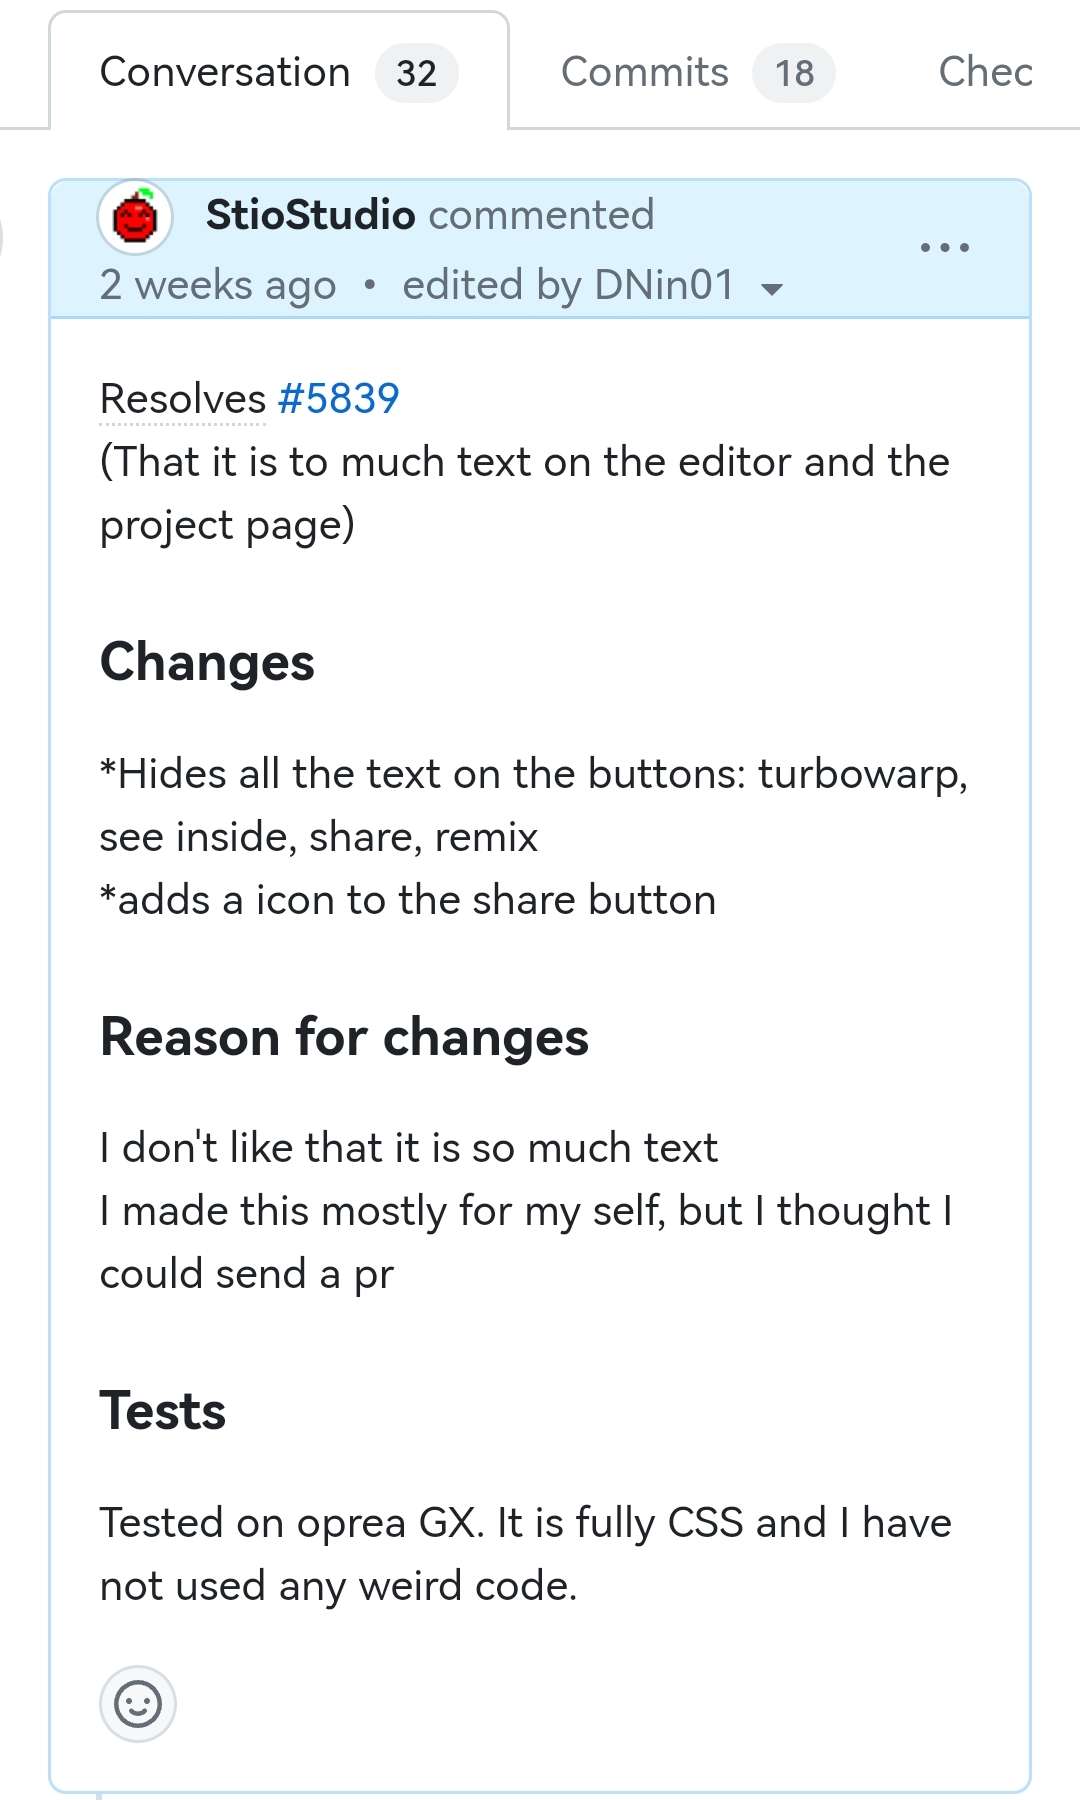 Conversation 32 Commits 18 Chec
StioStudio commented
2 weeks ago • edited by DNin01
Resolves #5839
(That it is to much text on the editor and the
project page)
Changes
*Hides all the text on the buttons: turbowarp,
see inside, share, remix
*adds a icon to the share button
Reason for changes
I don't like that it is so much text
I made this mostly for my self, but I thought I
could send a pr
Tests
Tested on oprea GX. It is fully CSS and I have
not used any weird code.